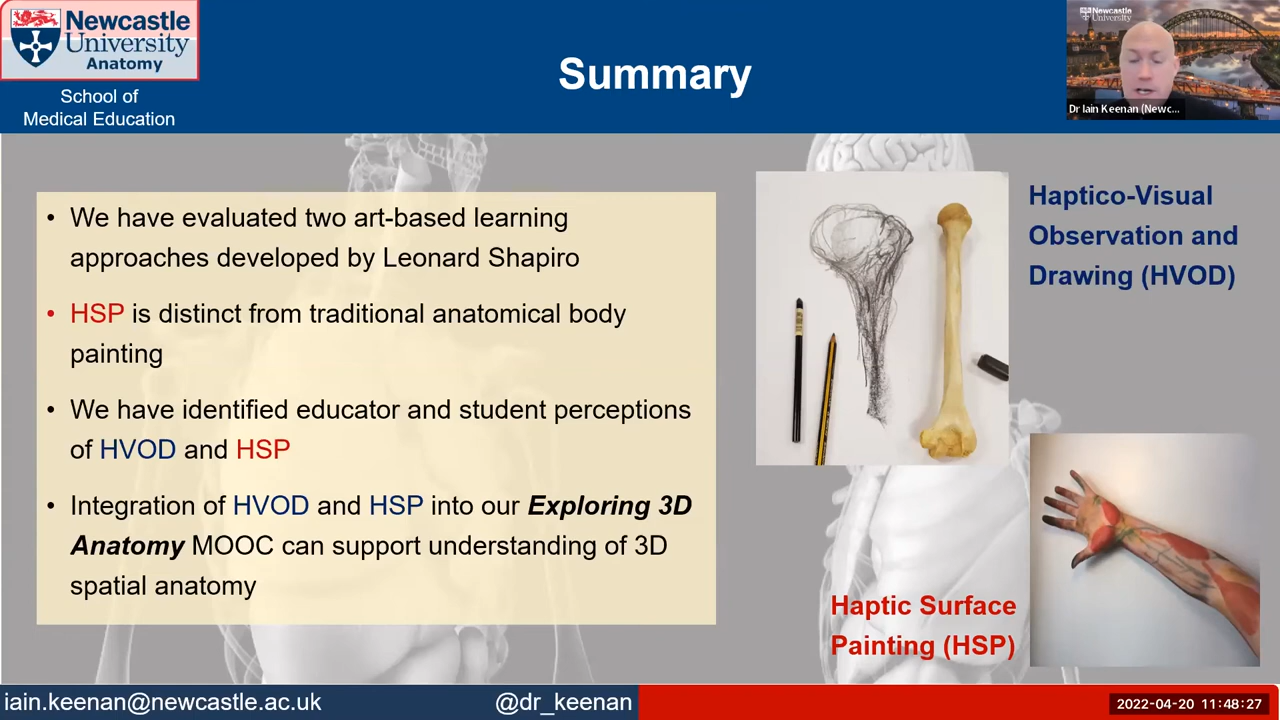 Newcastle
University
Anatomy
School of
Medical Education
Summary
Newcastle
University
Dr Iain Keenan (Newc...
• We have evaluated two art-based learning
approaches developed by Leonard Shapiro
• HSP is distinct from traditional anatomical body
painting
• We have identified educator and student perceptions
of HVOD and HSP
• Integration of HVOD and HSP into our Exploring 3D
Anatomy MOOC can support understanding of 3D
spatial anatomy
Haptico-Visual
Observation and
Drawing (HVOD)
Haptic Surface
Painting (HSP)
iain.keenan@newcastle.ac.uk
@dr_keenan
2022-04-20 11:48:27